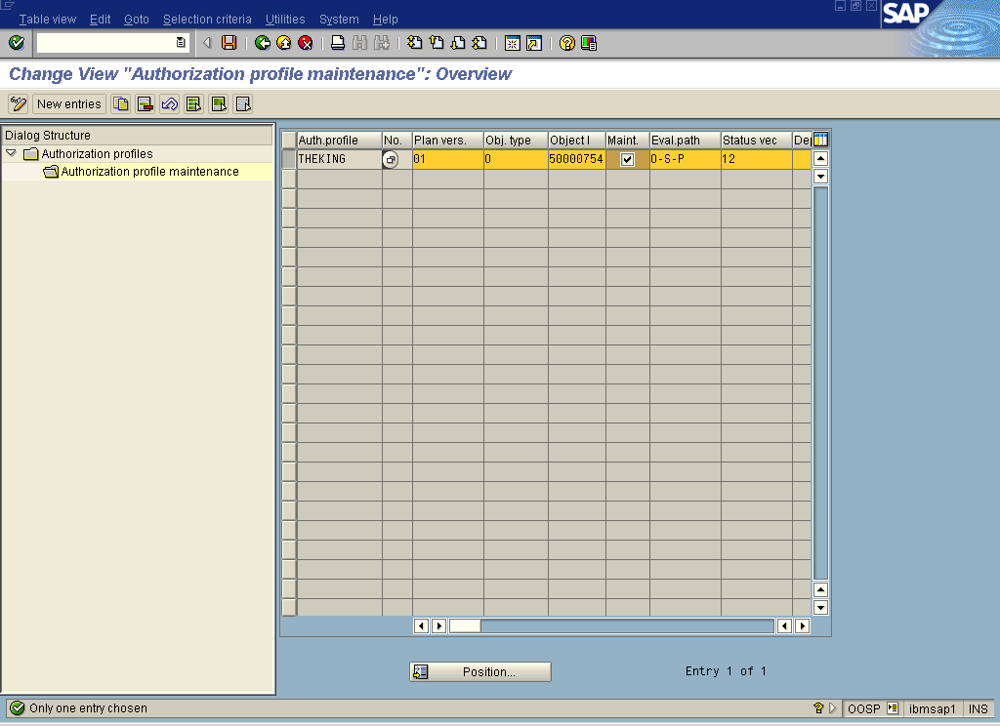 Table view Edit Goto Selection criteria Utilities System Help
SAP
Change View "Authorization profile maintenance": Overview
New entries
Dialog Structure
Authorization profiles
Authorization profile maintenance
Auth.profile No. Plan vers. Obj. type Object I Maint. Eval.path Status vec Dep
THEKING 01 O 50000754 O-S-P 12
Position...
Entry 1 of 1
Only one entry chosen
OOSP ibmsap1 INS